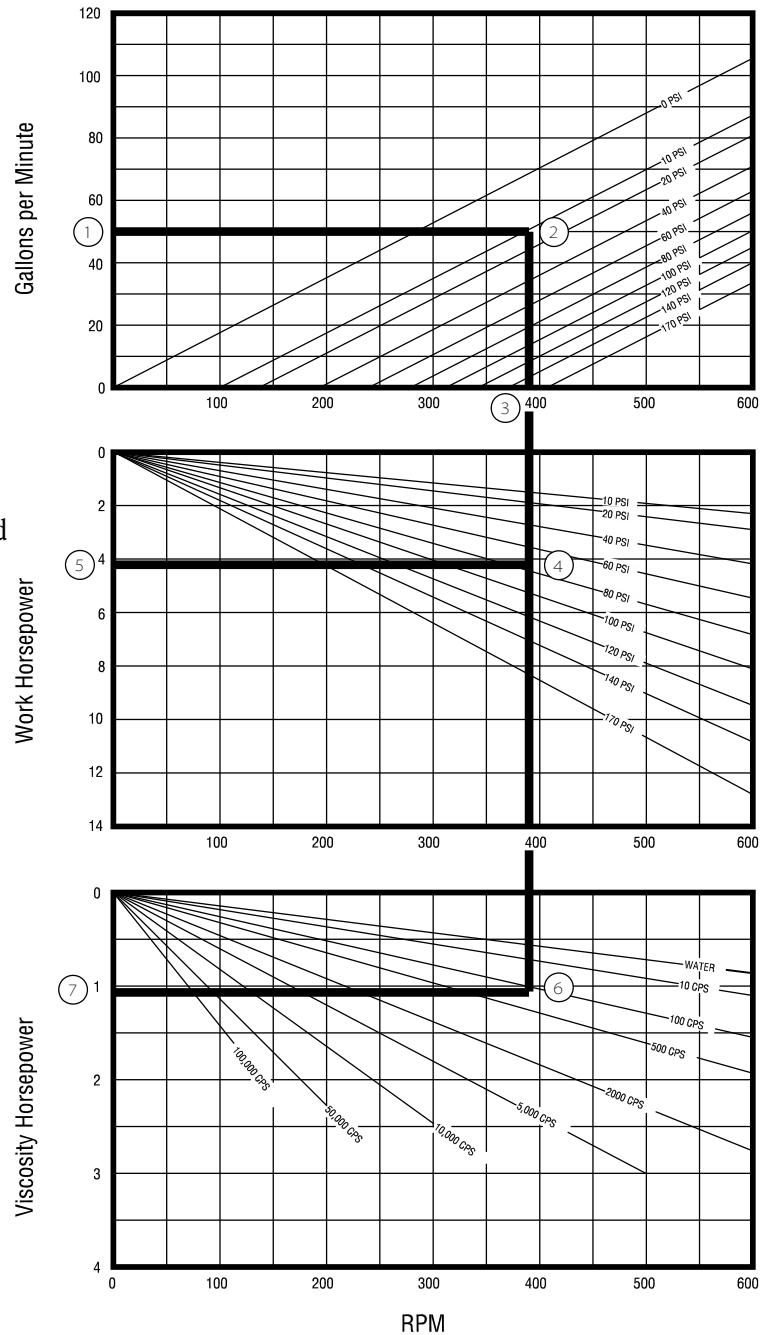 Gallons per Minute
120
100
80
60
40
20
0
0 PSI
10 PSI
20 PSI
40 PSI
60 PSI
80 PSI
100 PSI
120 PSI
140 PSI
170 PSI
1
2
3
100
200
300
400
500
600
d
Work Horsepower
0
2
4
6
8
10
12
14
10 PSI
20 PSI
40 PSI
60 PSI
80 PSI
100 PSI
120 PSI
140 PSI
170 PSI
5
4
100
200
300
400
500
600
Viscosity Horsepower
0
1
2
3
4
WATER
10 CPS
100 CPS
500 CPS
2000 CPS
5,000 CPS
10,000 CPS
50,000 CPS
100,000 CPS
7
6
0
100
200
300
400
500
600
RPM